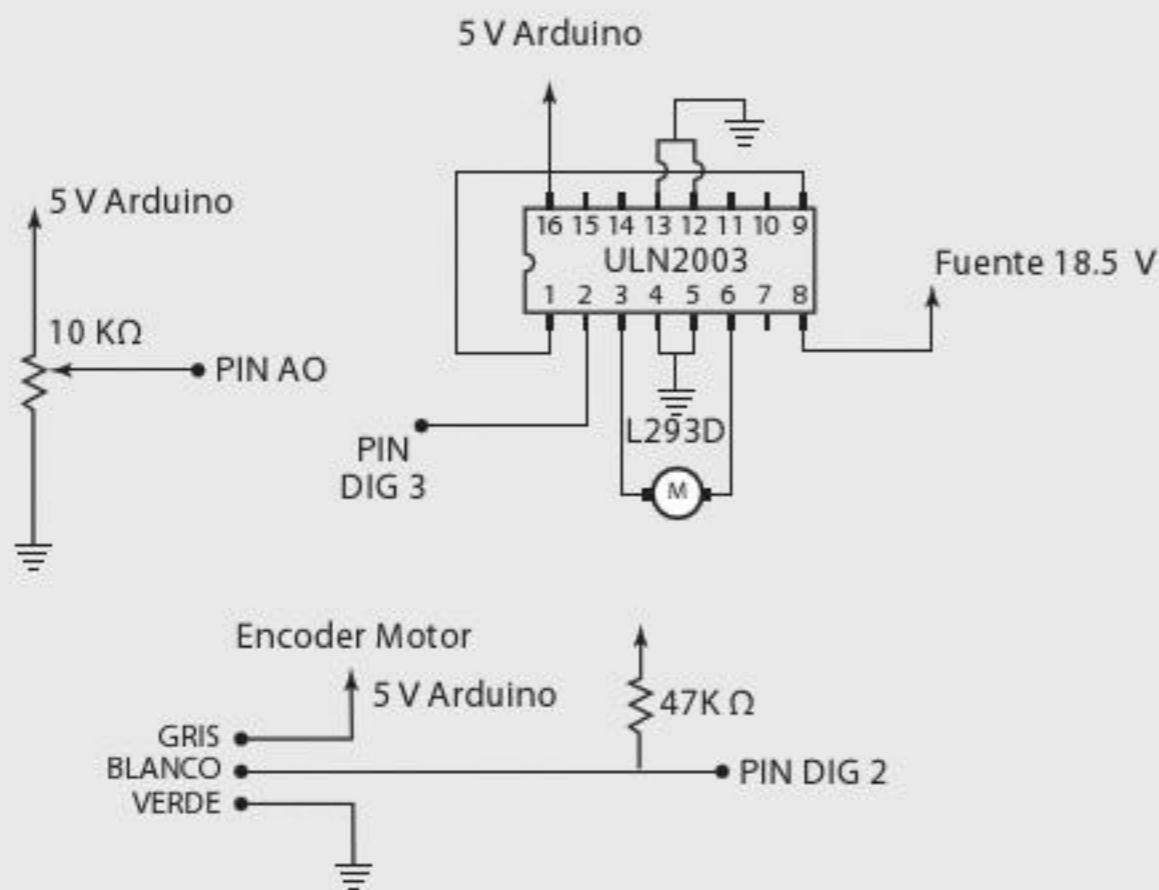 5 V Arduino
5 V Arduino
16 15 14 13 12 11 10 9
ULN2003
1 2 3 4 5 6 7 8
Fuente 18.5 V
10 KΩ
PIN AO
PIN
DIG 3
L293D
M
Encoder Motor
5 V Arduino
47K Ω
GRIS
BLANCO
PIN DIG 2
VERDE